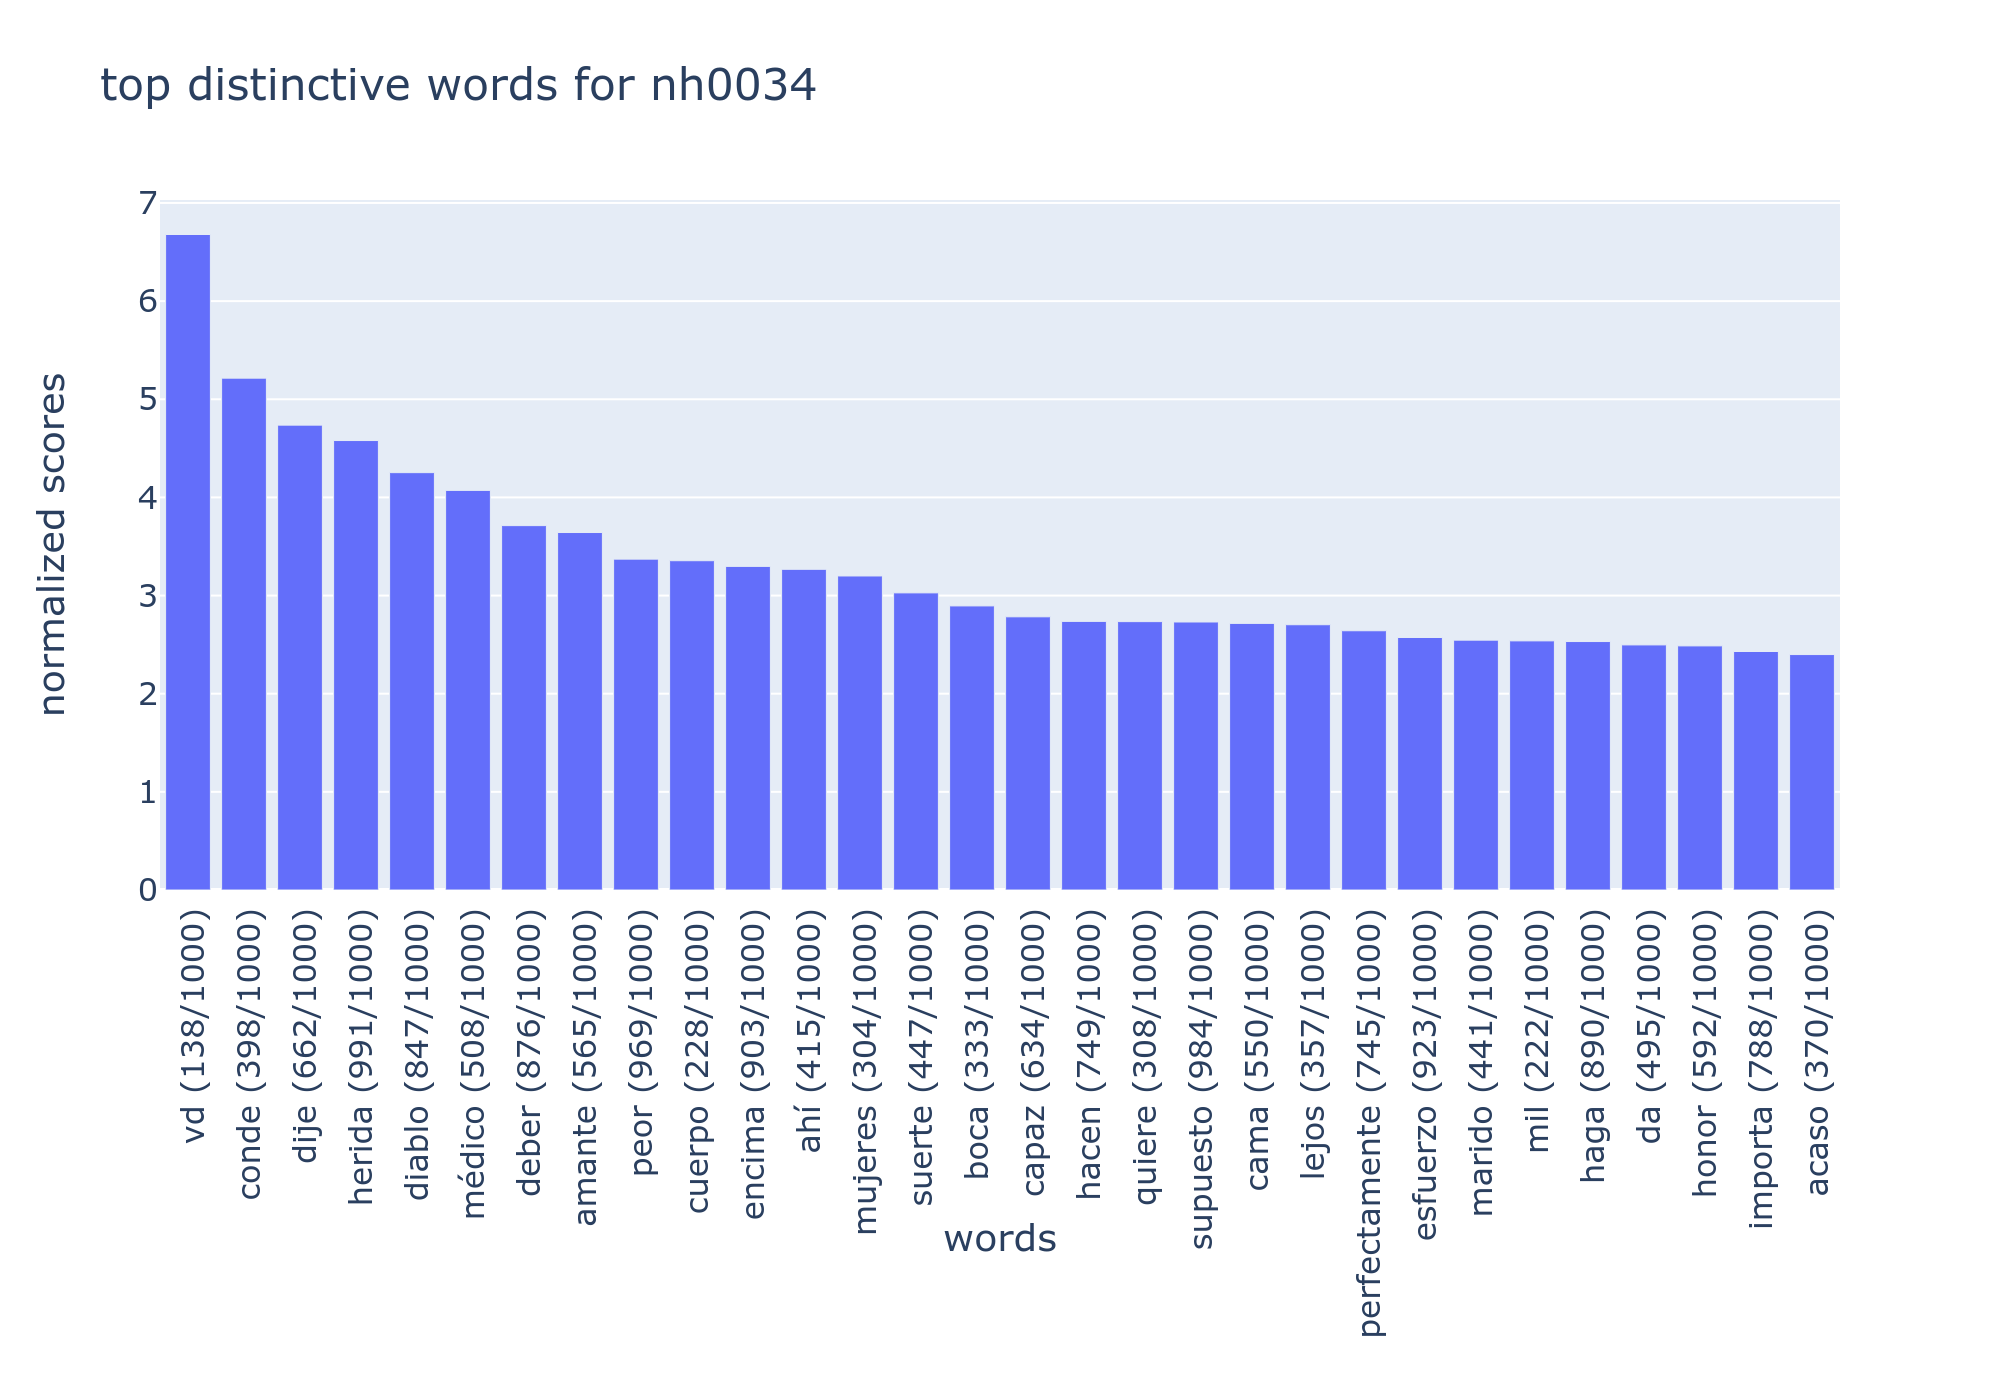 top distinctive words for nh0034
normalized scores
7
6
5
4
3
2
1
0
vd (138/1000)
conde (398/1000)
dije (662/1000)
herida (991/1000)
diablo (847/1000)
médico (508/1000)
deber (876/1000)
amante (565/1000)
peor (969/1000)
cuerpo (228/1000)
encima (903/1000)
ahí (415/1000)
mujeres (304/1000)
suerte (447/1000)
boca (333/1000)
capaz (634/1000)
hacen (749/1000)
quiere (308/1000)
supuesto (984/1000)
cama (550/1000)
lejos (357/1000)
perfectamente (745/1000)
esfuerzo (923/1000)
marido (441/1000)
mil (222/1000)
haga (890/1000)
da (495/1000)
honor (592/1000)
importa (788/1000)
acaso (370/1000)
words